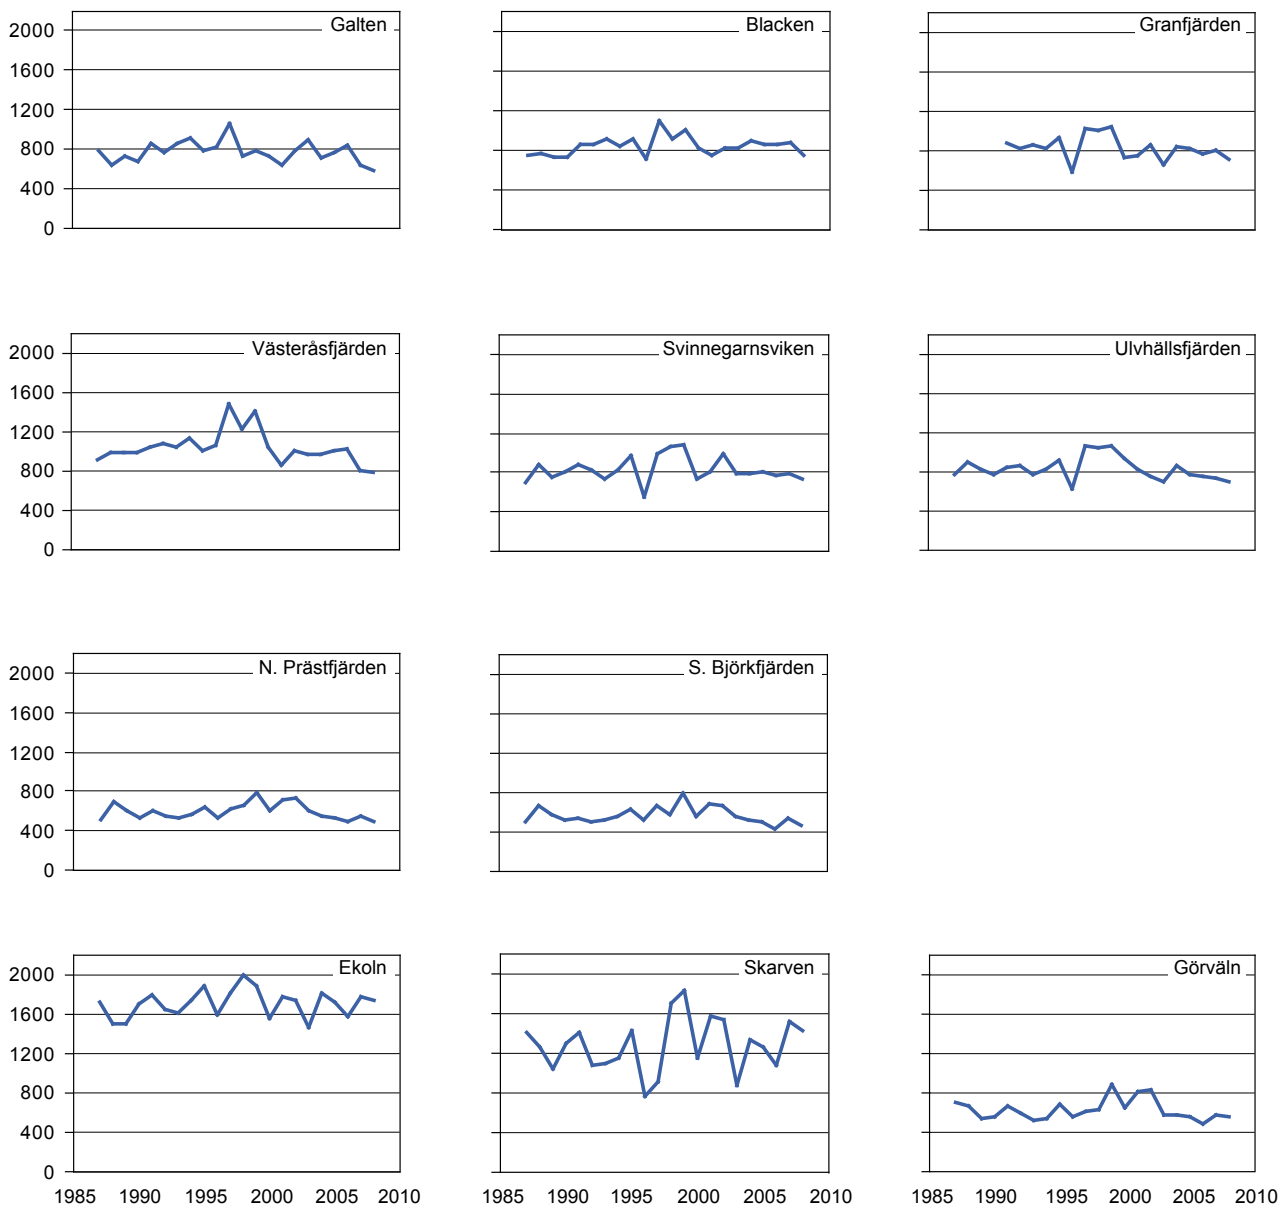 Galten
Blacken
Granfjärden
2000
1600
1200
800
400
0
Västeråsfjärden
Svinnegarnsviken
Ulvhällsfjärden
2000
1600
1200
800
400
0
N. Prästfjärden
S. Björkfjärden
2000
1600
1200
800
400
0
Ekoln
Skarven
Görväln
2000
1600
1200
800
400
0
1985 1990 1995 2000 2005 2010
1985 1990 1995 2000 2005 2010
1985 1990 1995 2000 2005 2010